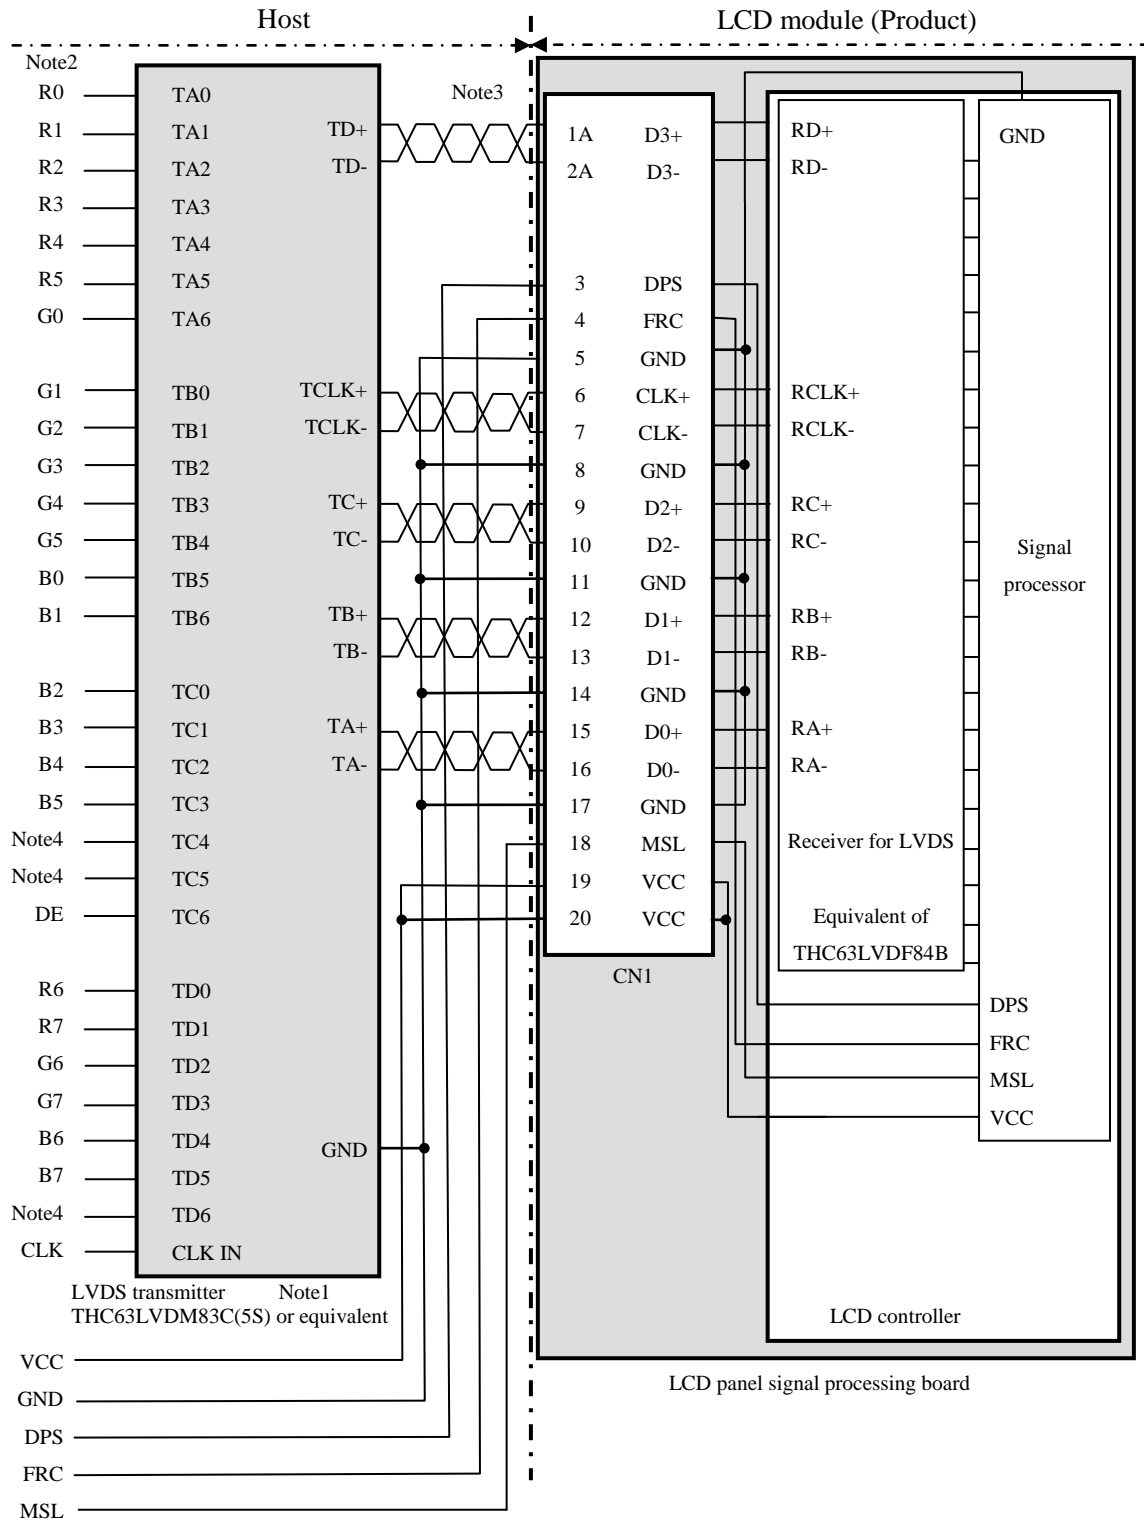 Host
LCD module (Product)
Note2
R0
R1
R2
R3
R4
R5
G0
G1
G2
G3
G4
G5
B0
B1
B2
B3
B4
B5
Note4
Note4
DE
R6
R7
G6
G7
B6
B7
Note4
CLK
TA0
TA1
TA2
TA3
TA4
TA5
TA6
TB0
TB1
TB2
TB3
TB4
TB5
TB6
TC0
TC1
TC2
TC3
TC4
TC5
TC6
TD0
TD1
TD2
TD3
TD4
TD5
TD6
CLK IN
TD+
TD-
TCLK+
TCLK-
TC+
TC-
TB+
TB-
TA+
TA-
GND
LVDS transmitter Note1
THC63LVDM83C(5S) or equivalent
VCC
GND
DPS
FRC
MSL
Note3
1A D3+
2A D3-
3 DPS
4 FRC
5 GND
6 CLK+
7 CLK-
8 GND
9 D2+
10 D2-
11 GND
12 D1+
13 D1-
14 GND
15 D0+
16 D0-
17 GND
18 MSL
19 VCC
20 VCC
CN1
RD+
RD-
RCLK+
RCLK-
RC+
RC-
RB+
RB-
RA+
RA-
Receiver for LVDS
Equivalent of
THC63LVDF84B
GND
Signal
processor
DPS
FRC
MSL
VCC
LCD controller
LCD panel signal processing board